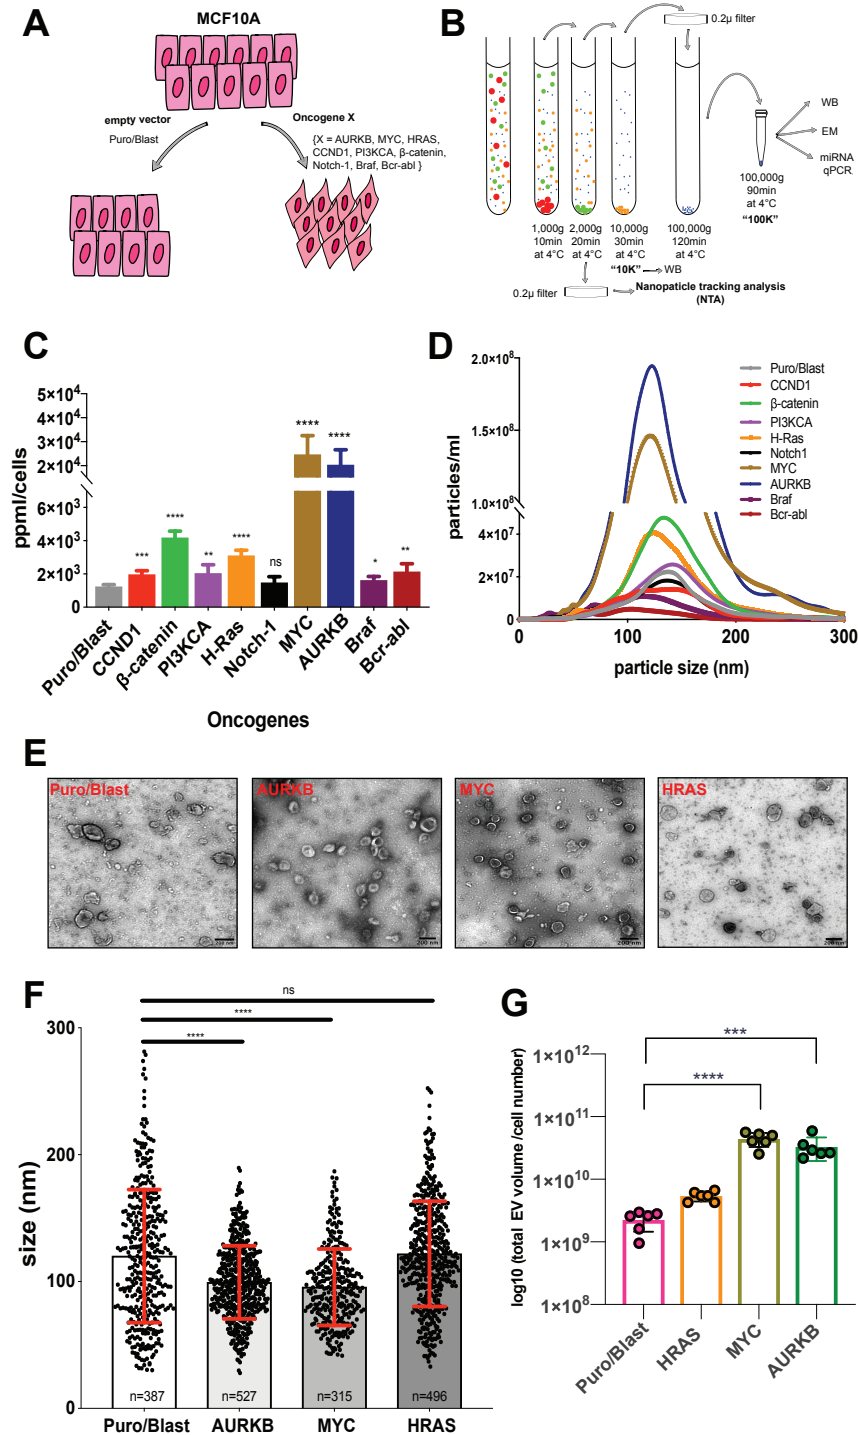 A
MCF10A
empty vector
Puro/Blast
Oncogene X
{X = AURKB, MYC, HRAS,
CCND1, PI3KCA, β-catenin,
Notch-1, Braf, Bcr-abl }
B
0.2µ filter
WB
EM
miRNA
qPCR
1,000g
10min
at 4°C
2,000g
20min
at 4°C
10,000g
30min
at 4°C
"10K"
WB
100,000g
120min
at 4°C
100,000g
90min
at 4°C
"100K"
0.2µ filter
Nanopaticle tracking analysis
(NTA)
C
ppml/cells
5×10⁴
4×10⁴
3×10⁴
2×10⁴
6×10³
4×10³
2×10³
0
***
****
**
****
ns
****
****
*
**
Puro/Blast
CCND1
β-catenin
PI3KCA
H-Ras
Notch-1
MYC
AURKB
Braf
Bcr-abl
Oncogenes
D
particles/ml
2.0×10⁸
1.5×10⁸
1.0×10⁸
4×10⁷
2×10⁷
0
0
100
200
300
particle size (nm)
Puro/Blast
CCND1
β-catenin
PI3KCA
H-Ras
Notch1
MYC
AURKB
Braf
Bcr-abl
E
Puro/Blast
200 nm
AURKB
200 nm
MYC
200 nm
HRAS
200 nm
F
ns
****
****
size (nm)
300
200
100
0
n=387
n=527
n=315
n=496
Puro/Blast
AURKB
MYC
HRAS
G
***
****
log10 (total EV volume /cell number)
1×10¹²
1×10¹¹
1×10¹⁰
1×10⁹
1×10⁸
Puro/Blast
HRAS
MYC
AURKB